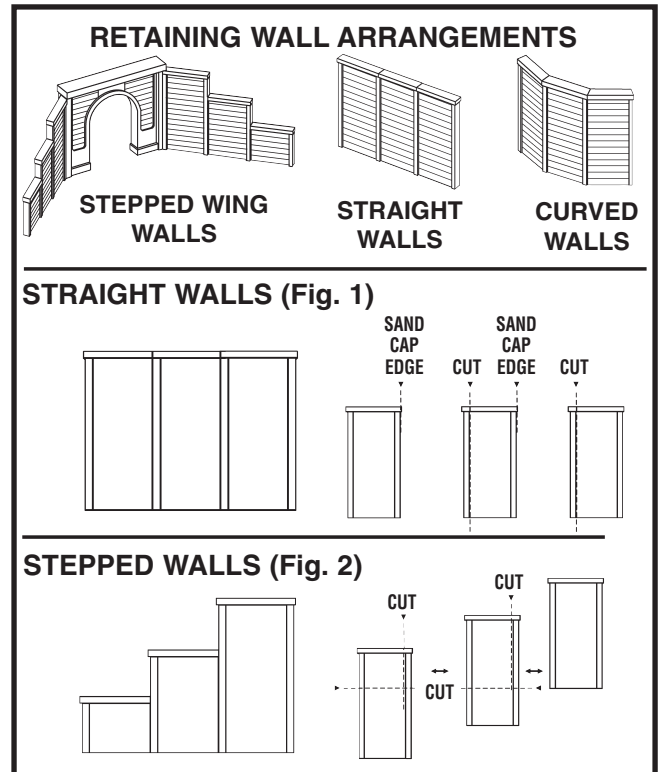 RETAINING WALL ARRANGEMENTS
STEPPED WING
WALLS
STRAIGHT
WALLS
CURVED
WALLS
STRAIGHT WALLS (Fig. 1)
SAND
CAP
EDGE
CUT
SAND
CAP
EDGE
CUT
STEPPED WALLS (Fig. 2)
CUT
CUT
CUT